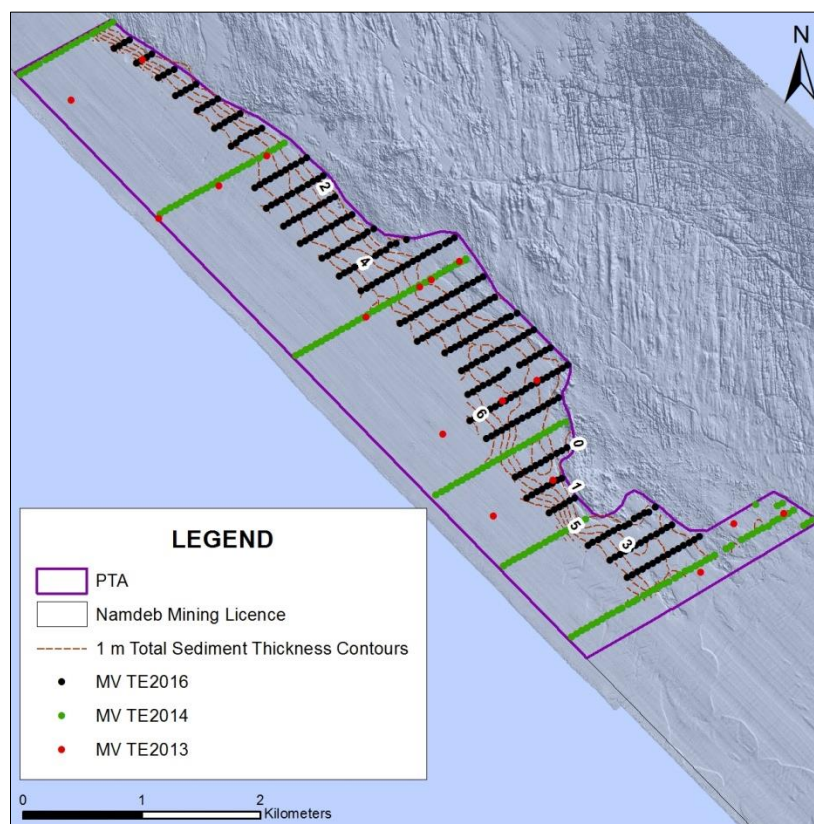 N
2
4
6
0
1
5
3
LEGEND
PTA
Namdeb Mining Licence
1 m Total Sediment Thickness Contours
MV TE2016
MV TE2014
MV TE2013
0 1 2
Kilometers